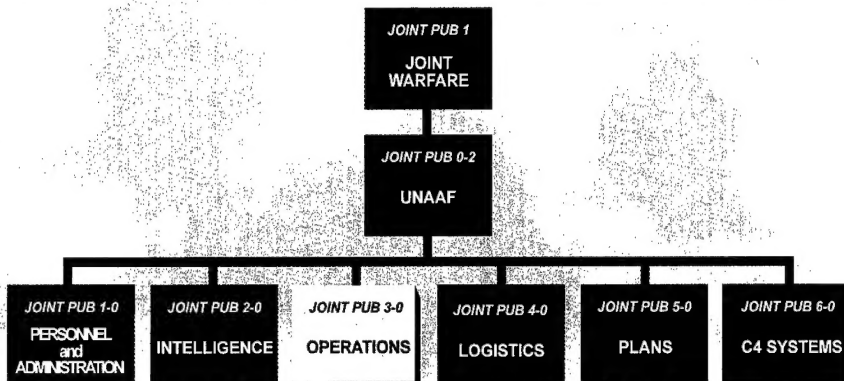 JOINT PUB 1
JOINT
WARFARE
JOINT PUB 0-2
UNAAF
JOINT PUB 1-0
PERSONNEL
and
ADMINISTRATION
JOINT PUB 2-0
INTELLIGENCE
JOINT PUB 3-0
OPERATIONS
JOINT PUB 4-0
LOGISTICS
JOINT PUB 5-0
PLANS
JOINT PUB 6-0
C4 SYSTEMS